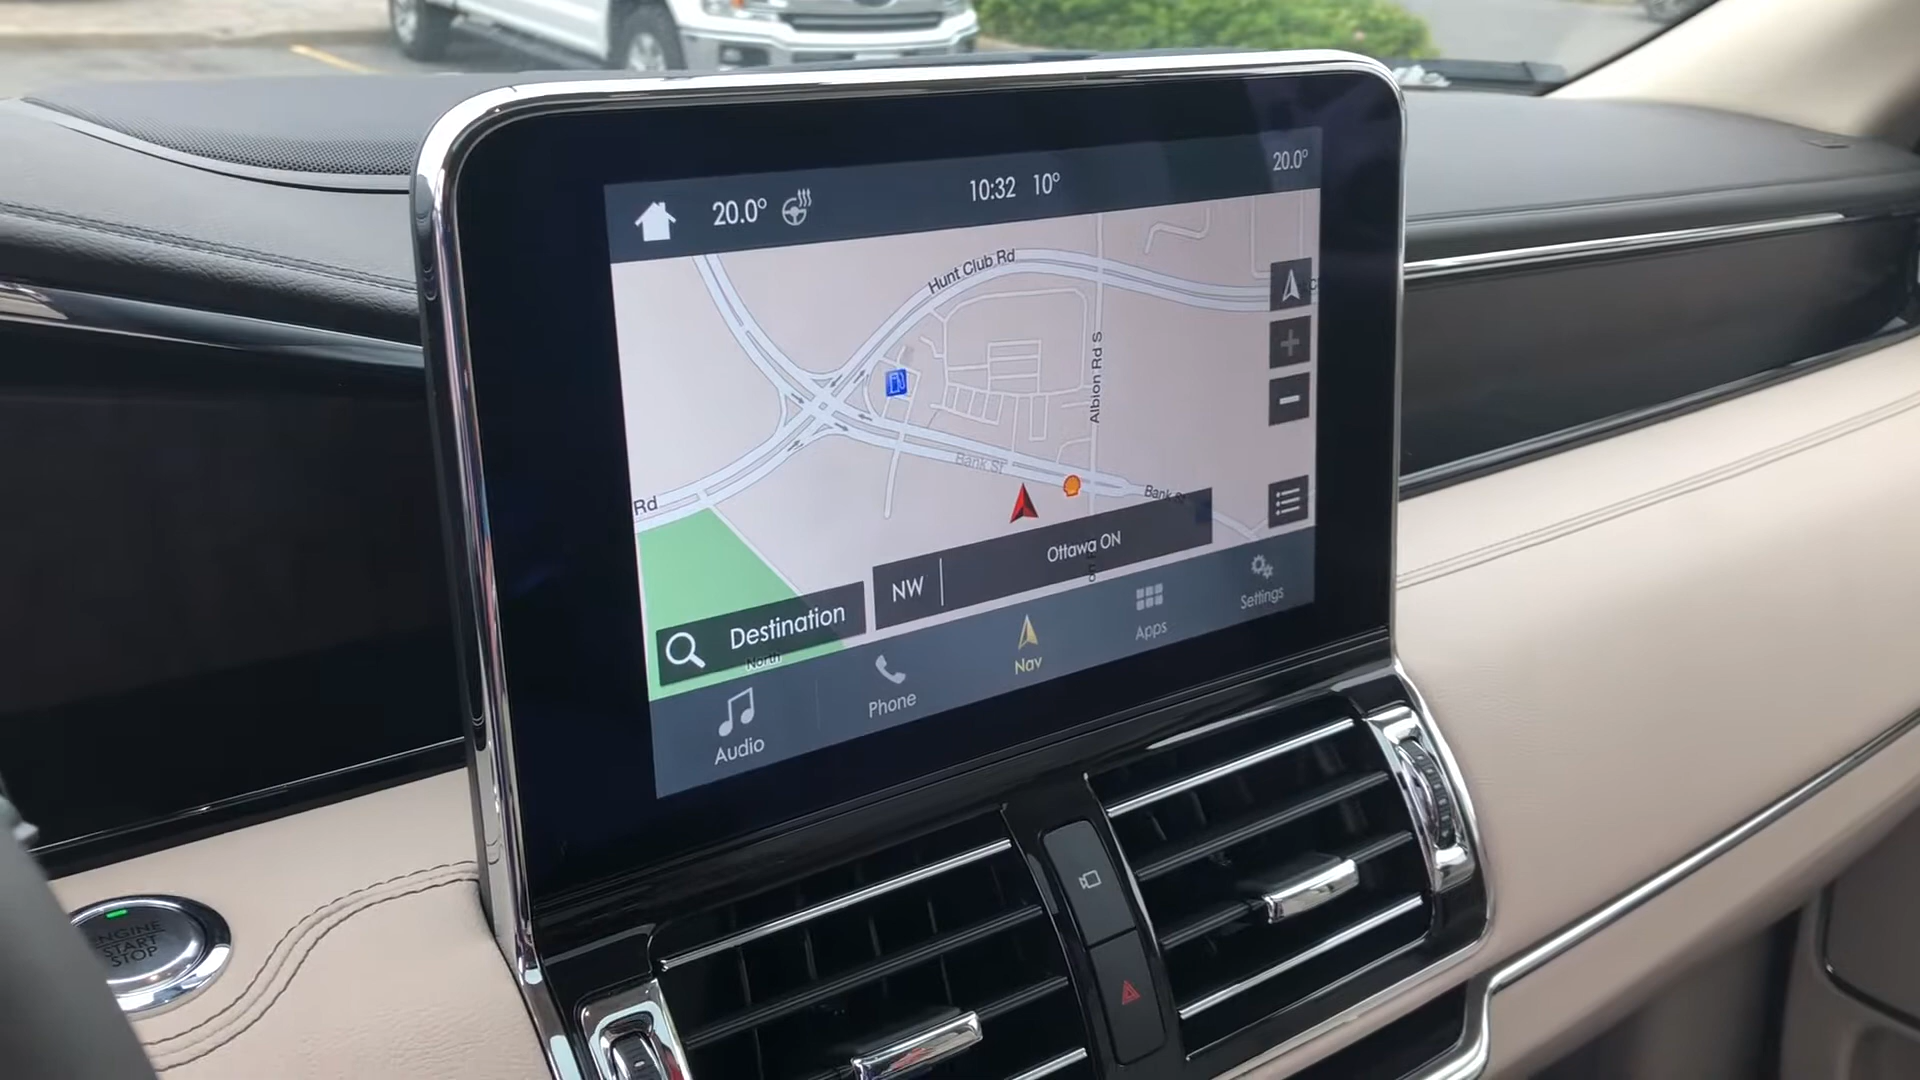 20.0°
10:32 10°
20.0°
Hunt Club Rd
Albion Rd S
Bank St
Rd
Bank St
Ottawa ON
NW
Destination
North
Audio
Phone
Nav
Apps
Settings
ENGINE
START
STOP